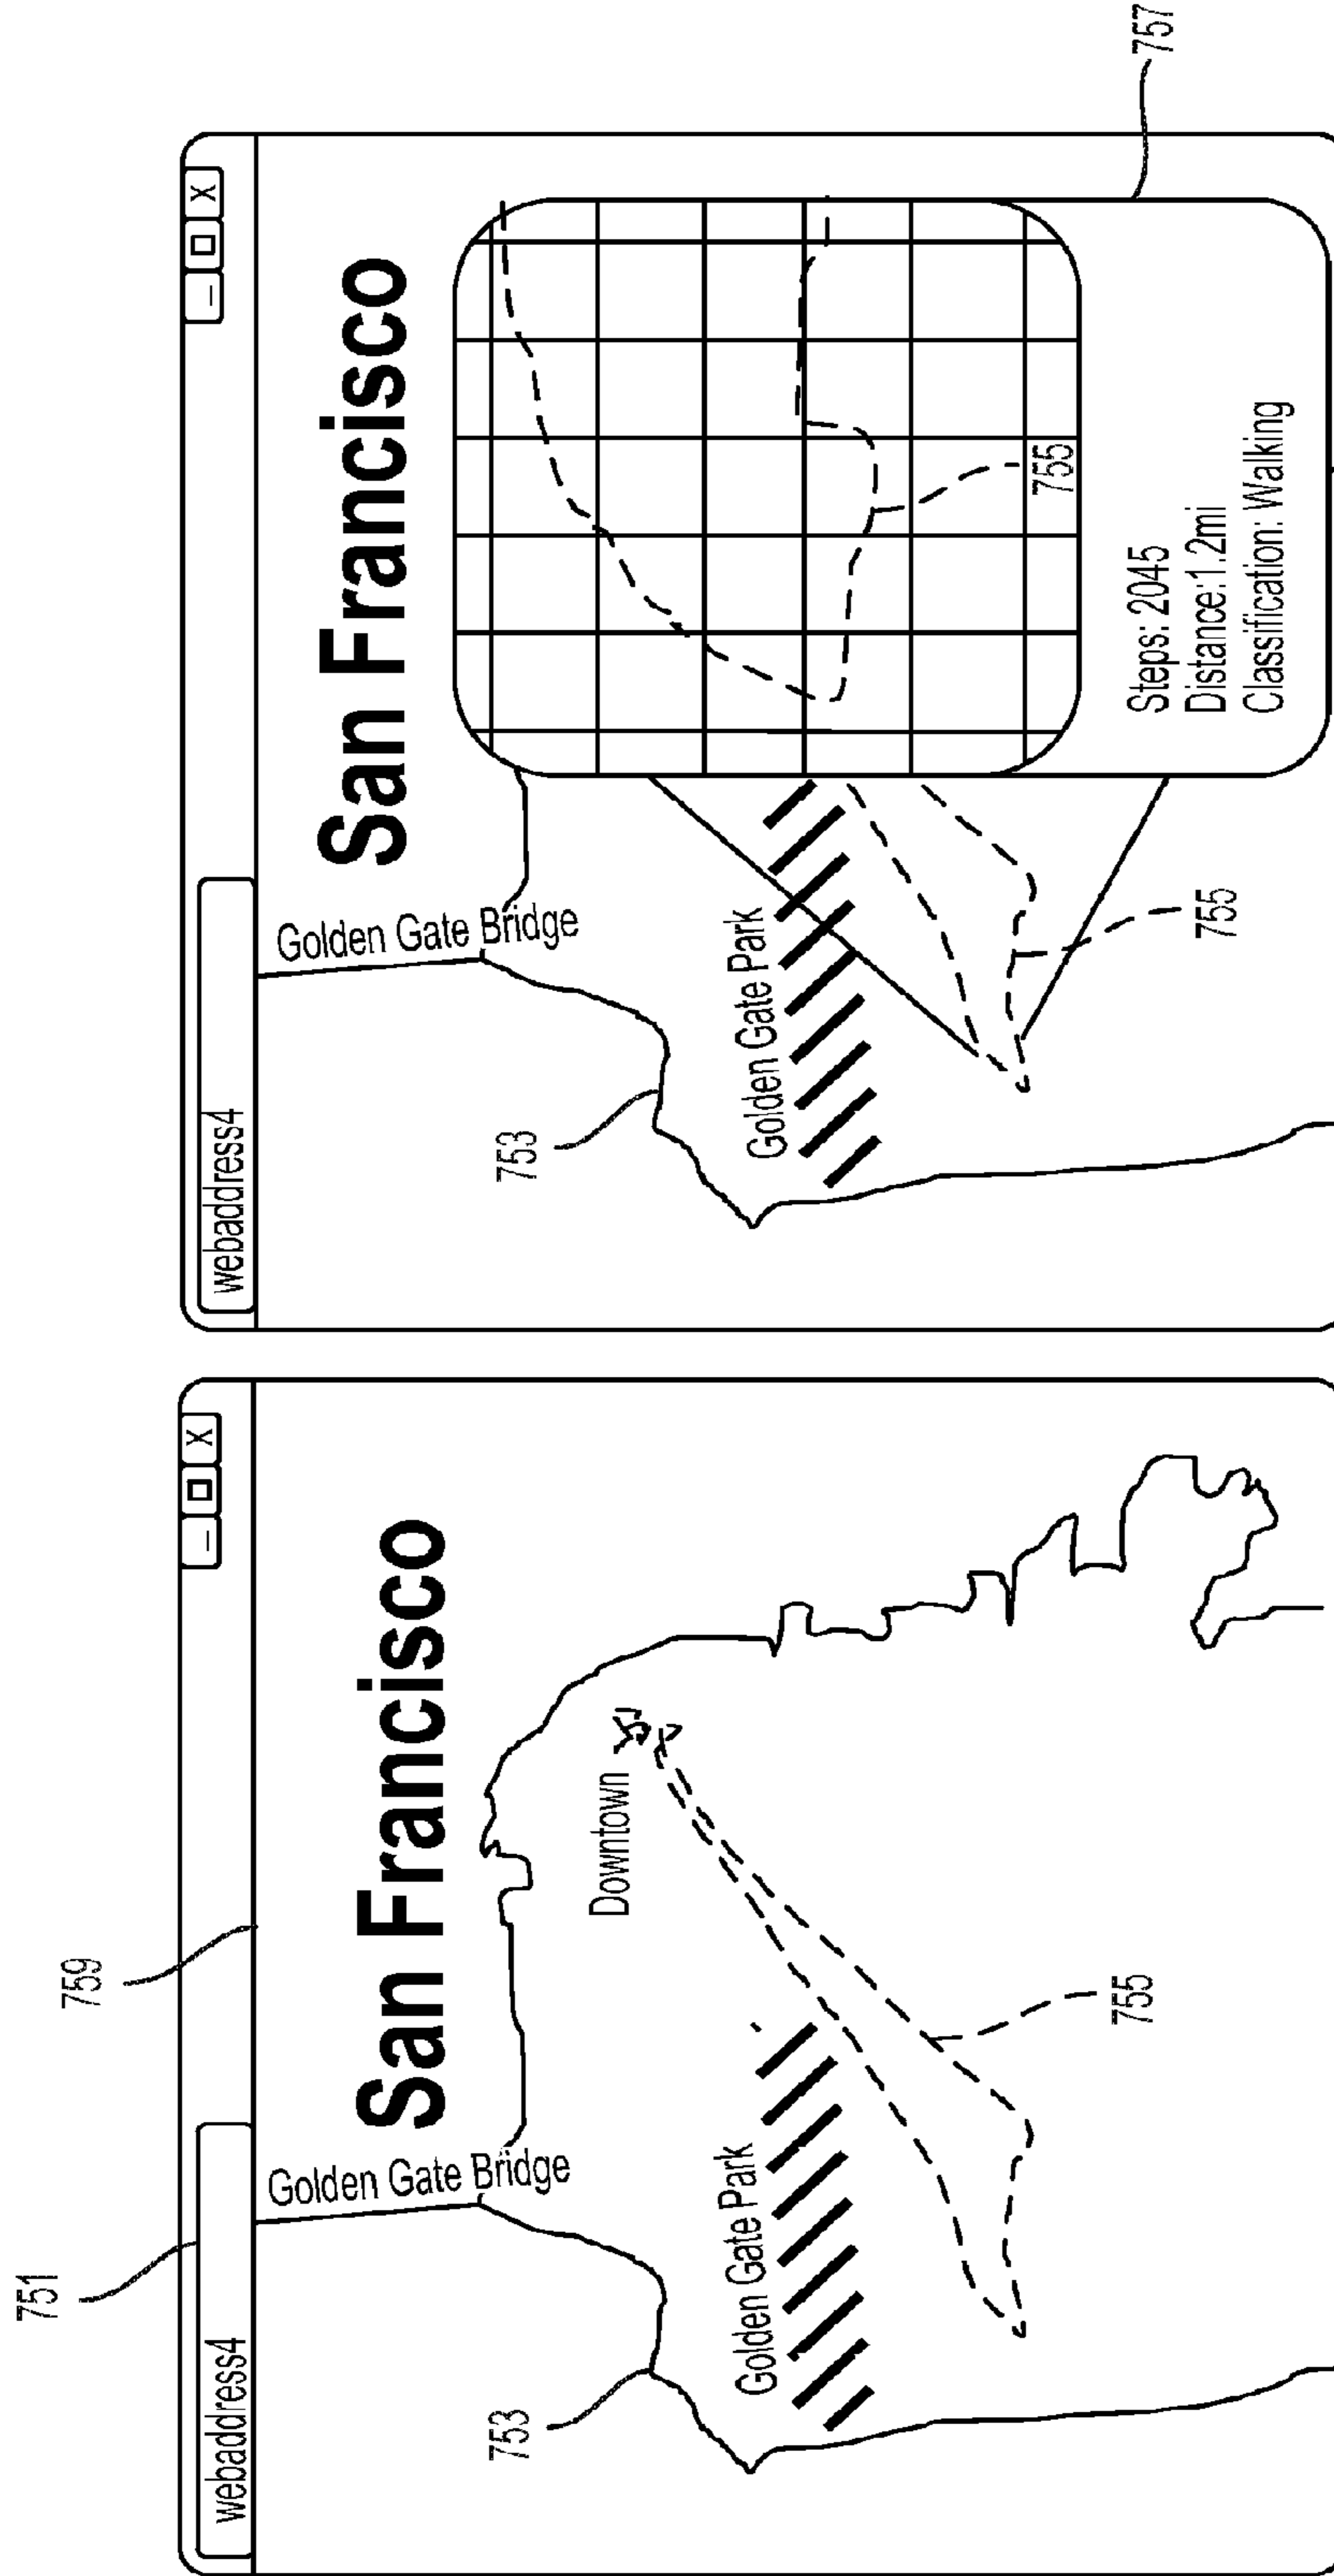 751
759
webaddress4
_ X
San Francisco
Golden Gate Bridge
753
Downtown
Golden Gate Park
755
webaddress4
_ X
San Francisco
Golden Gate Bridge
753
Golden Gate Park
755
755
Steps: 2045
Distance:1.2mi
Classification: Walking
757